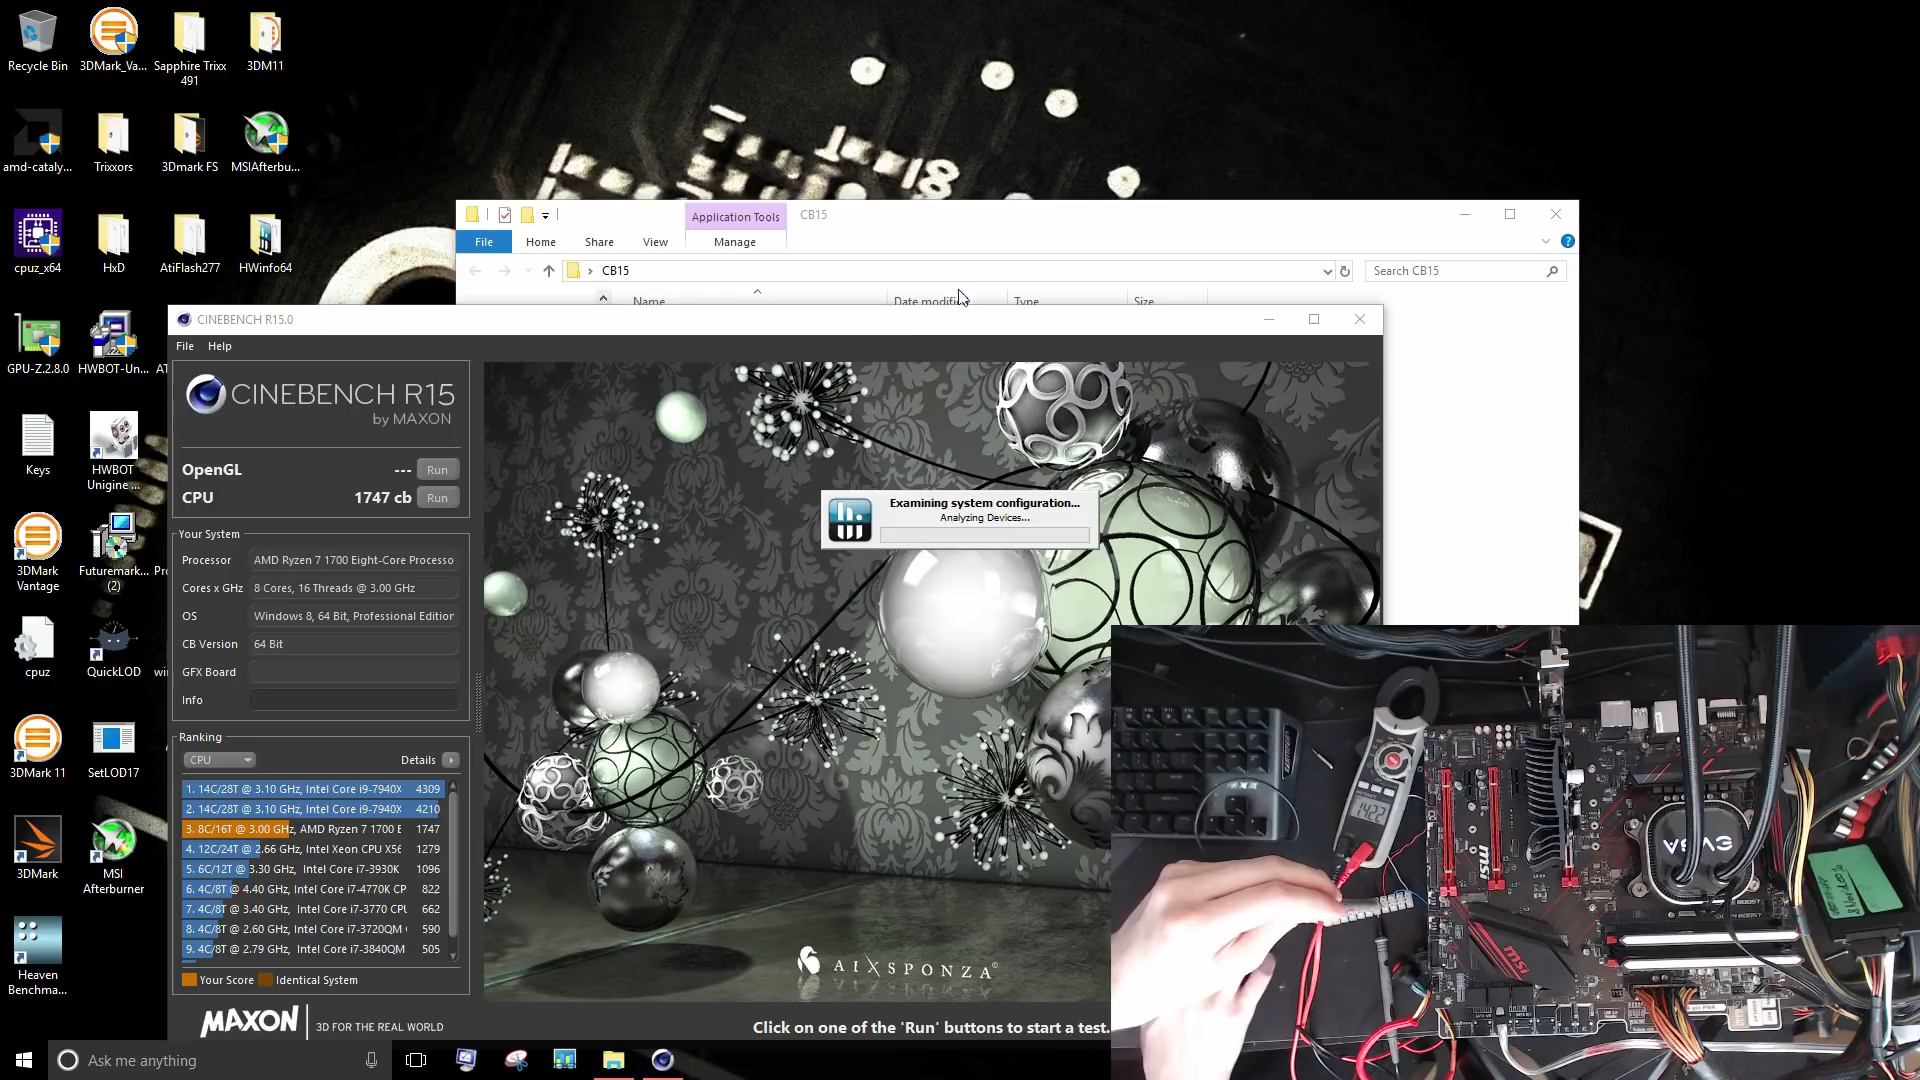 Recycle Bin
3DMark_Va...
Sapphire Trixx
491
3DM11
amd-cataly...
Trixxors
3Dmark FS
MSIAfterbu...
cpuz_x64
HxD
AtiFlash277
HWinfo64
GPU-Z.2.8.0
HWBOT-Un...
AT
Keys
HWBOT
Unigine ...
3DMark
Vantage
Futuremark...
(2)
Pro
cpuz
QuickLOD
win
3DMark 11
SetLOD17
3DMark
MSI
Afterburner
Heaven
Benchma...
Application Tools
CB15
File
Home
Share
View
Manage
CB15
Search CB15
Name
Date modifi
Type
Size
CINEBENCH R15.0
File
Help
CINEBENCH R15
by MAXON
OpenGL
---
Run
CPU
1747 cb
Run
Your System
Processor
AMD Ryzen 7 1700 Eight-Core Processo
Cores x GHz
8 Cores, 16 Threads @ 3.00 GHz
OS
Windows 8, 64 Bit, Professional Edition
CB Version
64 Bit
GFX Board
Info
Ranking
CPU
Details
1. 14C/28T @ 3.10 GHz, Intel Core i9-7940X 4309
2. 14C/28T @ 3.10 GHz, Intel Core i9-7940X 4210
3. 8C/16T @ 3.00 GHz, AMD Ryzen 7 1700 E 1747
4. 12C/24T @ 2.66 GHz, Intel Xeon CPU X56 1279
5. 6C/12T @ 3.30 GHz, Intel Core i7-3930K 1096
6. 4C/8T @ 4.40 GHz, Intel Core i7-4770K CP 822
7. 4C/8T @ 3.40 GHz, Intel Core i7-3770 CPU 662
8. 4C/8T @ 2.60 GHz, Intel Core i7-3720QM 590
9. 4C/8T @ 2.79 GHz, Intel Core i7-3840QM 505
Your Score
Identical System
MAXON
3D FOR THE REAL WORLD
Examining system configuration...
Analyzing Devices...
AIXSPONZA®
Click on one of the 'Run' buttons to start a test.
EVGA
msi
msi
Ask me anything